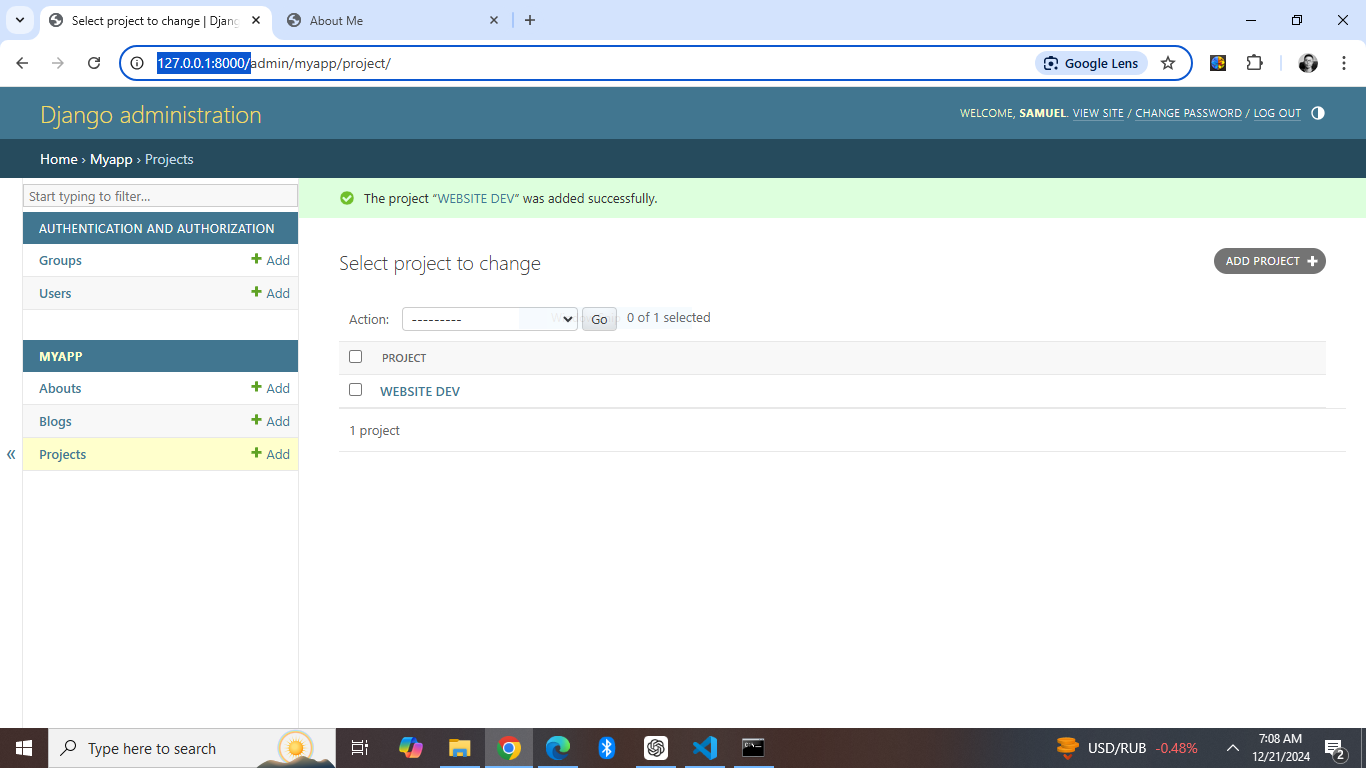 Select project to change | Djang
About Me
127.0.0.1:8000/admin/myapp/project/
Google Lens
Django administration
WELCOME, SAMUEL. VIEW SITE / CHANGE PASSWORD / LOG OUT
Home › Myapp › Projects
Start typing to filter...
The project “WEBSITE DEV” was added successfully.
AUTHENTICATION AND AUTHORIZATION
Groups + Add
Users + Add
MYAPP
Abouts + Add
Blogs + Add
Projects + Add
«
Select project to change
ADD PROJECT +
Action: --------- Go 0 of 1 selected
PROJECT
WEBSITE DEV
1 project
Type here to search
USD/RUB -0.48%
7:08 AM
12/21/2024
2